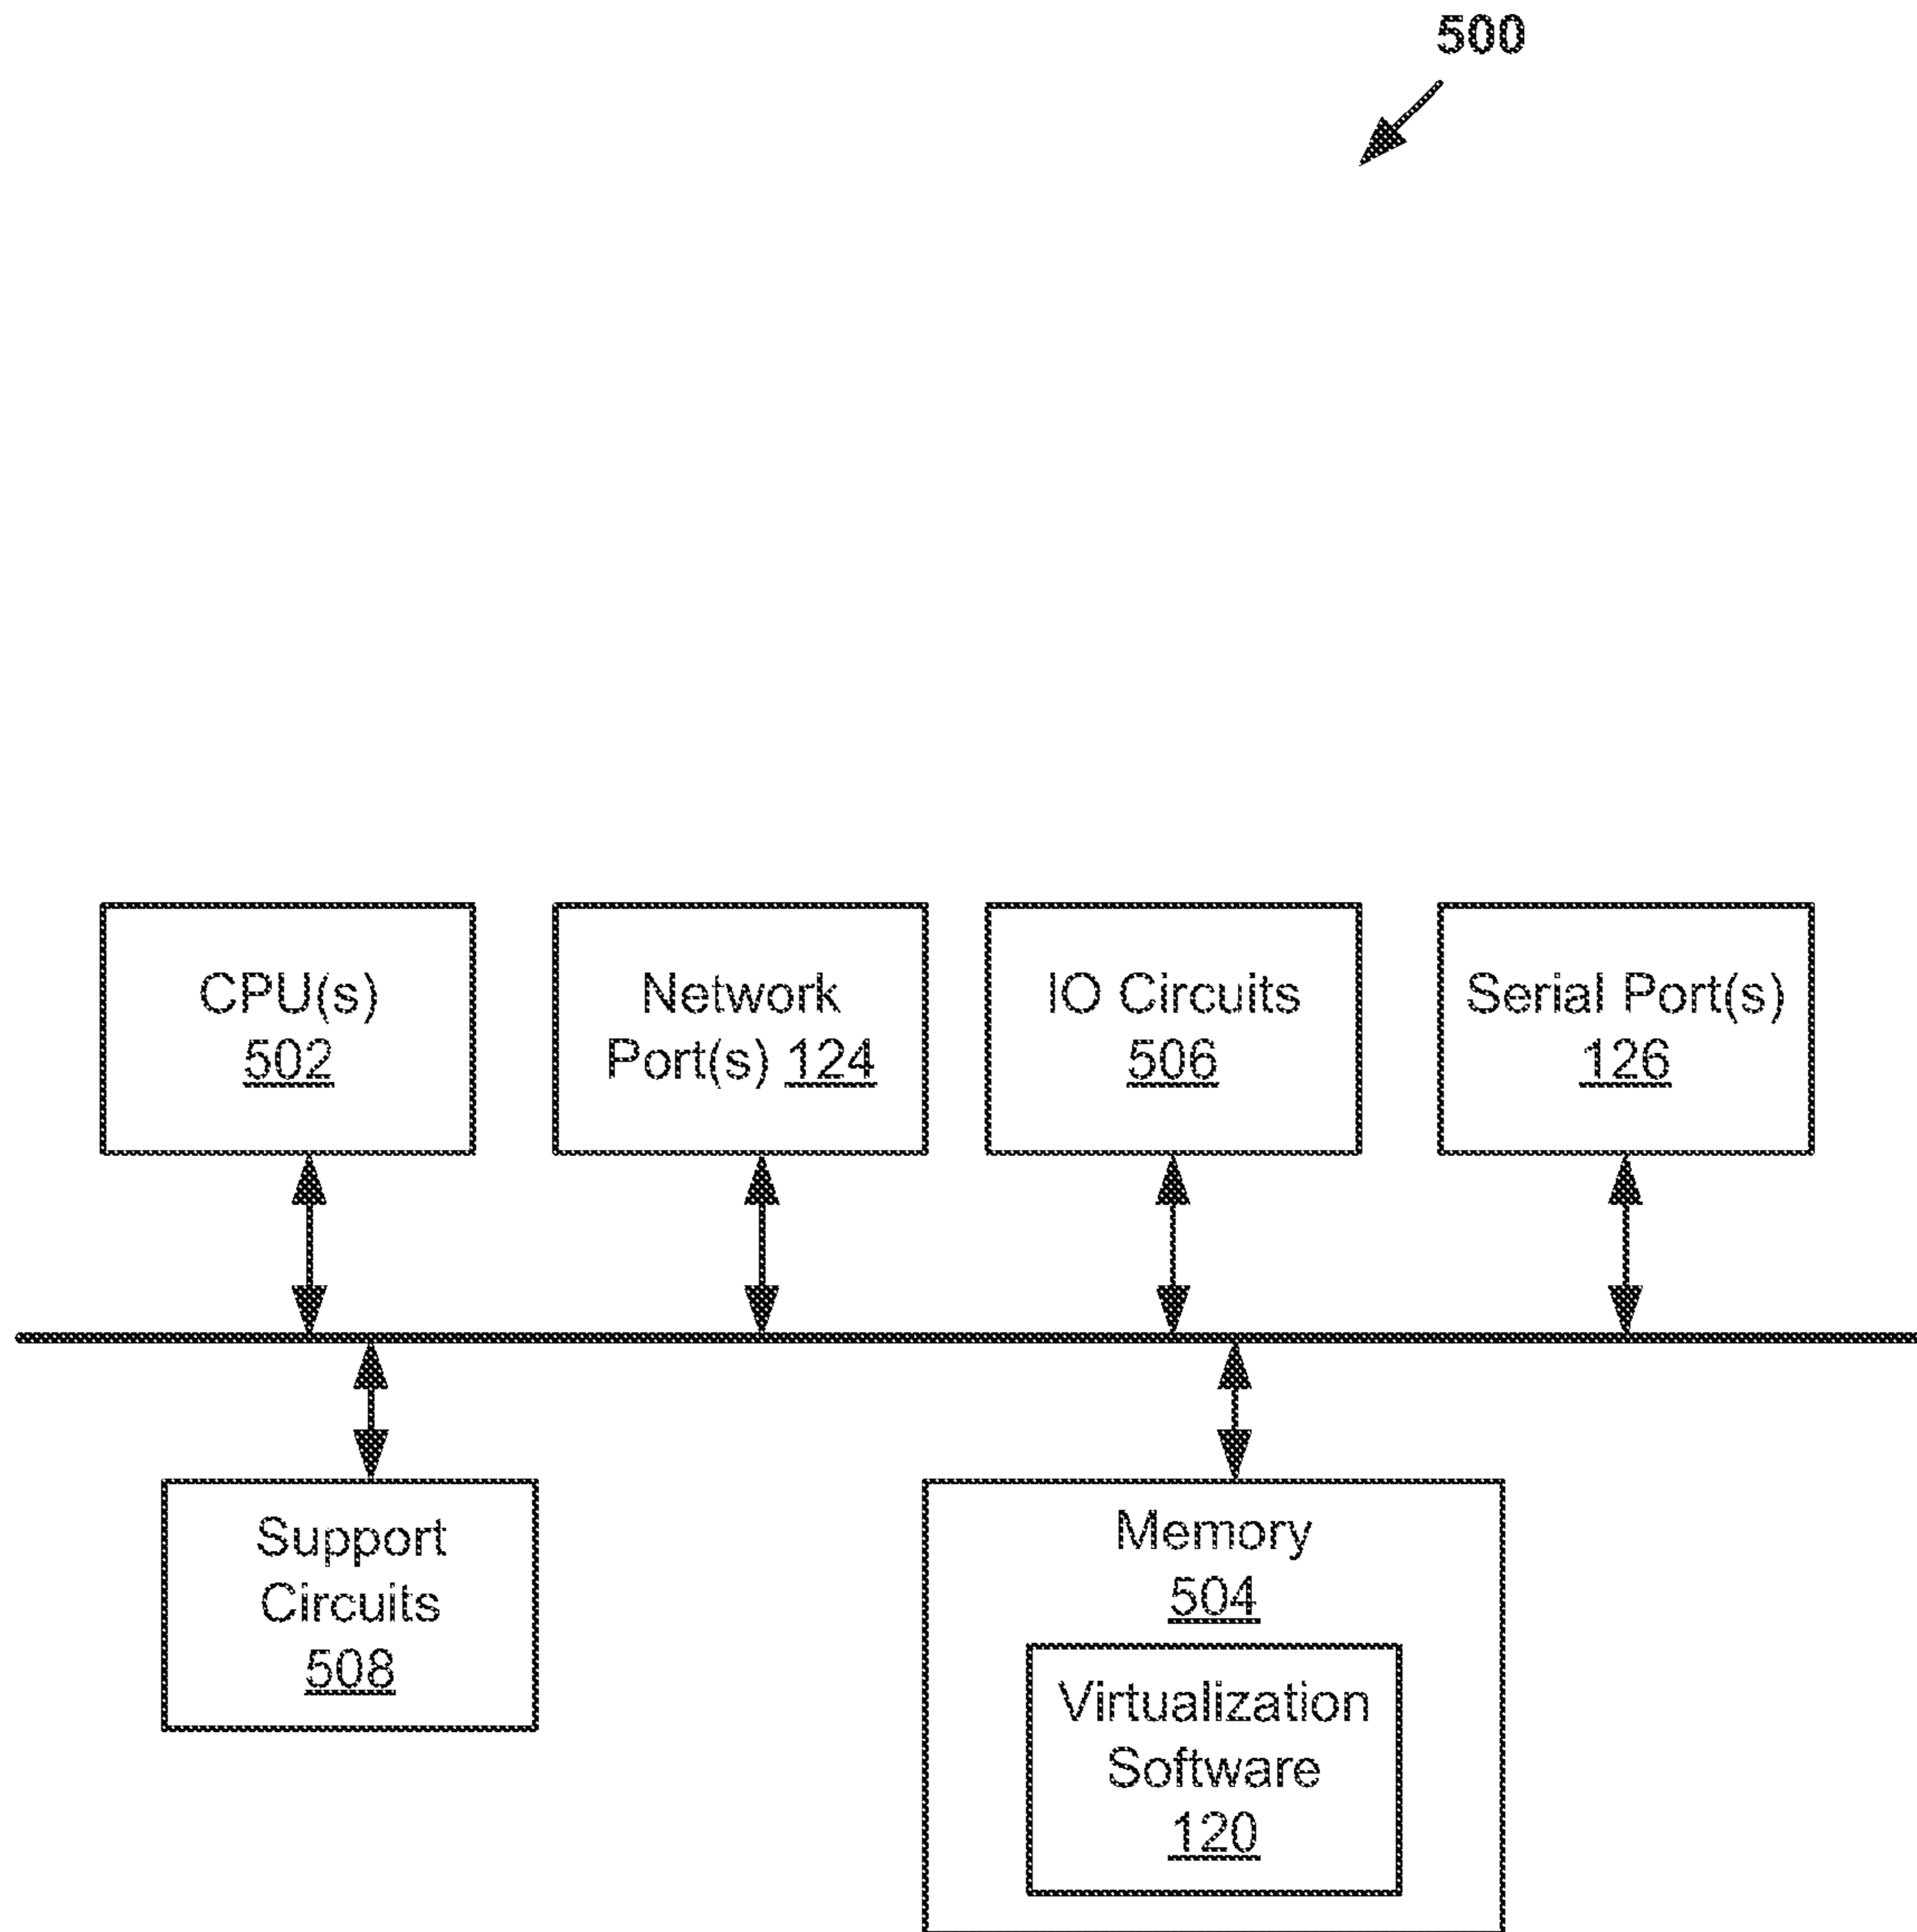 500
CPU(s)
502
Network
Port(s) 124
IO Circuits
506
Serial Port(s)
126
Support
Circuits
508
Memory
504
Virtualization
Software
120